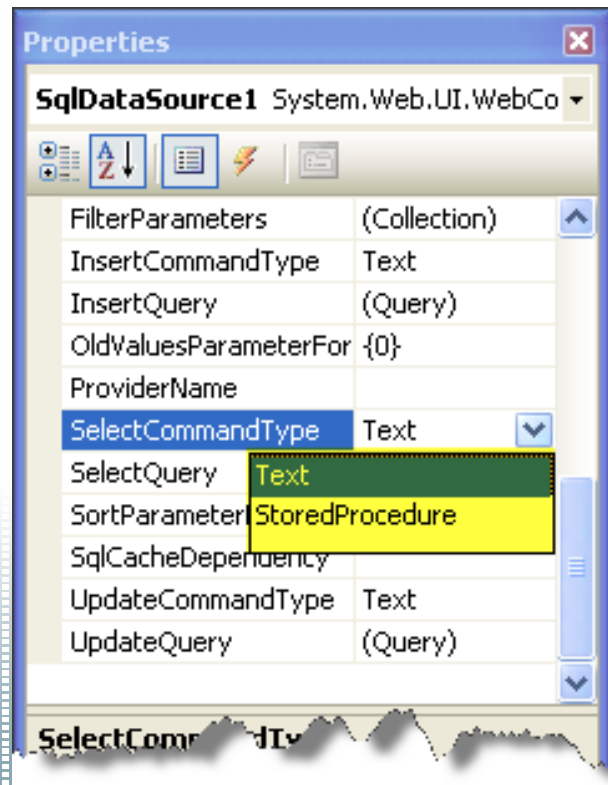 Properties
SqlDataSource1 System.Web.UI.WebCo
FilterParameters (Collection)
InsertCommandType Text
InsertQuery (Query)
OldValuesParameterFor {0}
ProviderName
SelectCommandType Text
SelectQuery Text
StoredProcedure
SqlCacheDependency
UpdateCommandType Text
UpdateQuery (Query)